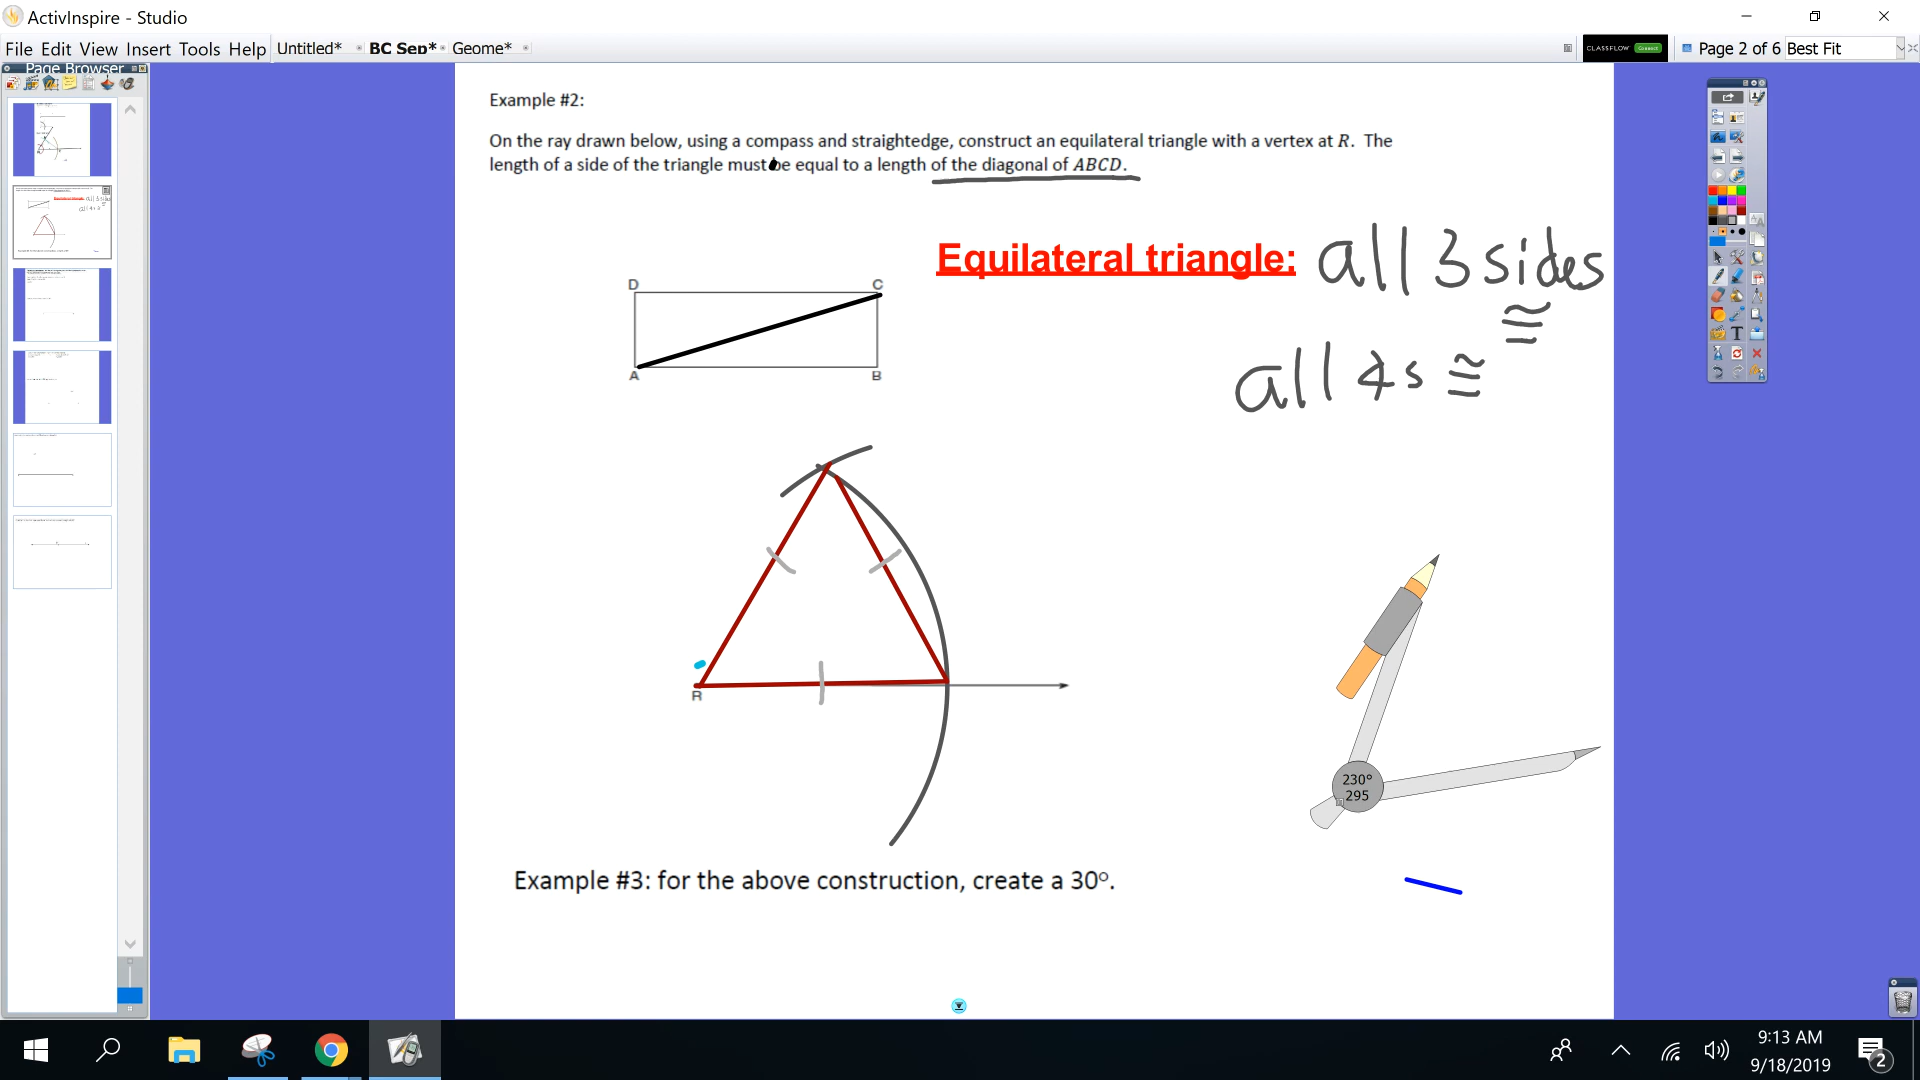 ActivInspire - Studio
File Edit View Insert Tools Help Untitled* BC Sep* Geome* CLASSFLOW Connect Page 2 of 6 Best Fit
Page Browser
Example #2:
On the ray drawn below, using a compass and straightedge, construct an equilateral triangle with a vertex at R. The
length of a side of the triangle must be equal to a length of the diagonal of ABCD.
Equilateral triangle: all 3 sides
≅
all ∡s ≅
D C
A B
R
230°
295
Example #3: for the above construction, create a 30°.
9:13 AM
9/18/2019
2